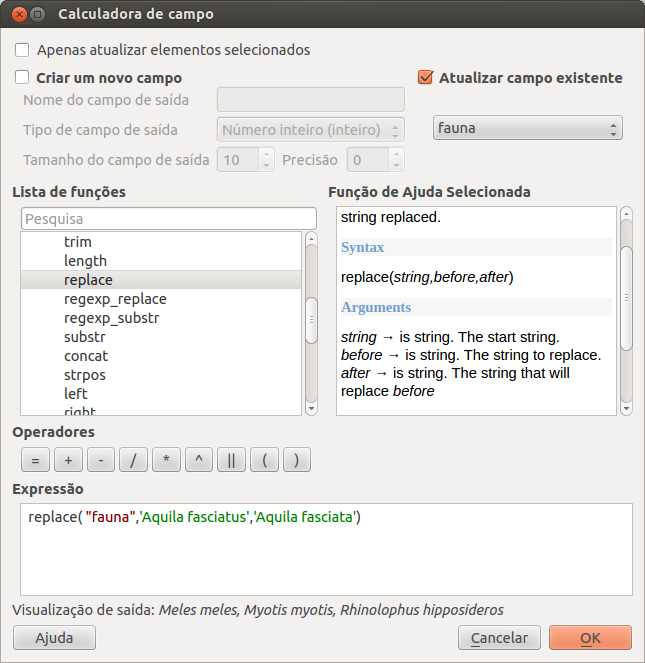 Calculadora de campo
Apenas atualizar elementos selecionados
Criar um novo campo
Atualizar campo existente
Nome do campo de saída
Tipo de campo de saída Número inteiro (inteiro)
fauna
Tamanho do campo de saída 10 Precisão 0
Lista de funções
Função de Ajuda Selecionada
Pesquisa
trim
length
replace
regexp_replace
regexp_substr
substr
concat
strpos
left
right
string replaced.
Syntax
replace(string,before,after)
Arguments
string → is string. The start string.
before → is string. The string to replace.
after → is string. The string that will
replace before
Operadores
= + - / * ^ || ( )
Expressão
replace( "fauna",'Aquila fasciatus','Aquila fasciata')
Visualização de saída: Meles meles, Myotis myotis, Rhinolophus hipposideros
Ajuda Cancelar OK